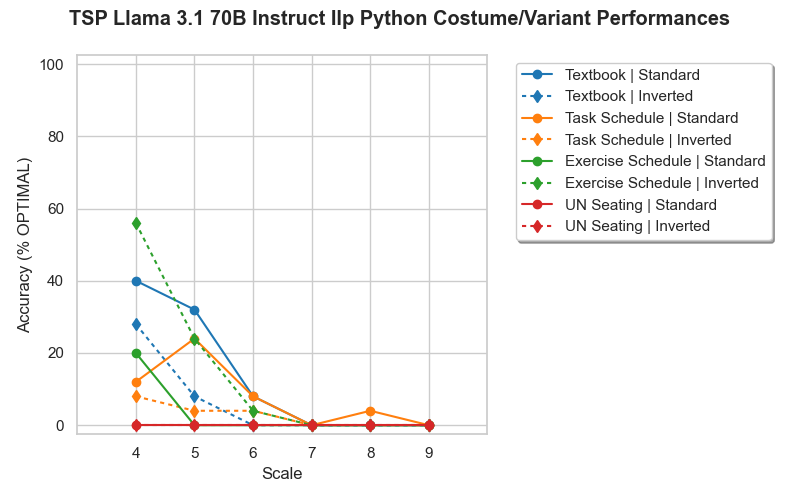 TSP Llama 3.1 70B Instruct Ilp Python Costume/Variant Performances
100
80
60
40
20
0
Accuracy (% OPTIMAL)
4 5 6 7 8 9
Scale
Textbook | Standard
Textbook | Inverted
Task Schedule | Standard
Task Schedule | Inverted
Exercise Schedule | Standard
Exercise Schedule | Inverted
UN Seating | Standard
UN Seating | Inverted